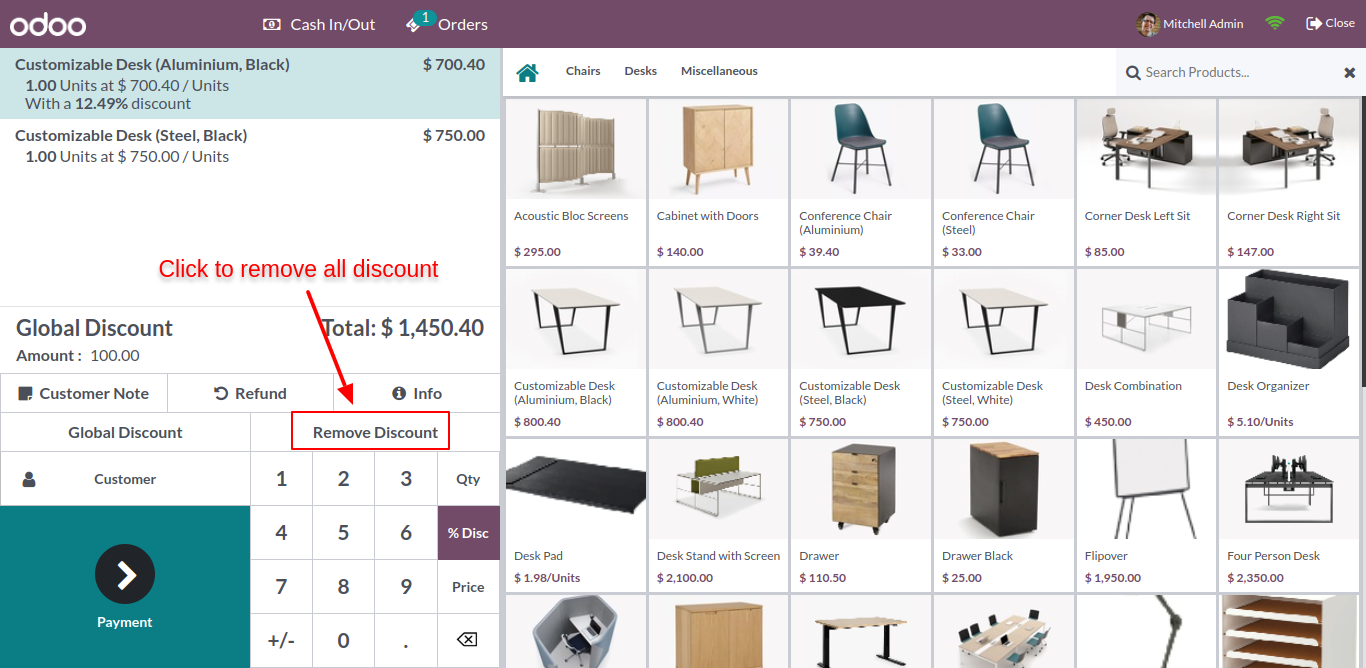 odoo
Cash In/Out
1
Orders
Mitchell Admin
Close
Customizable Desk (Aluminium, Black)
$ 700.40
1.00 Units at $ 700.40 / Units
With a 12.49% discount
Customizable Desk (Steel, Black)
$ 750.00
1.00 Units at $ 750.00 / Units
Click to remove all discount
Global Discount
Total: $ 1,450.40
Amount : 100.00
Customer Note
Refund
Info
Global Discount
Remove Discount
Customer
1
2
3
Qty
4
5
6
% Disc
7
8
9
Price
+/-
0
.
Payment
Chairs
Desks
Miscellaneous
Search Products...
Acoustic Bloc Screens
$ 295.00
Cabinet with Doors
$ 140.00
Conference Chair
(Aluminium)
$ 39.40
Conference Chair
(Steel)
$ 33.00
Corner Desk Left Sit
$ 85.00
Corner Desk Right Sit
$ 147.00
Customizable Desk
(Aluminium, Black)
$ 800.40
Customizable Desk
(Aluminium, White)
$ 800.40
Customizable Desk
(Steel, Black)
$ 750.00
Customizable Desk
(Steel, White)
$ 750.00
Desk Combination
$ 450.00
Desk Organizer
$ 5.10/Units
Desk Pad
$ 1.98/Units
Desk Stand with Screen
$ 2,100.00
Drawer
$ 110.50
Drawer Black
$ 25.00
Flipover
$ 1,950.00
Four Person Desk
$ 2,350.00